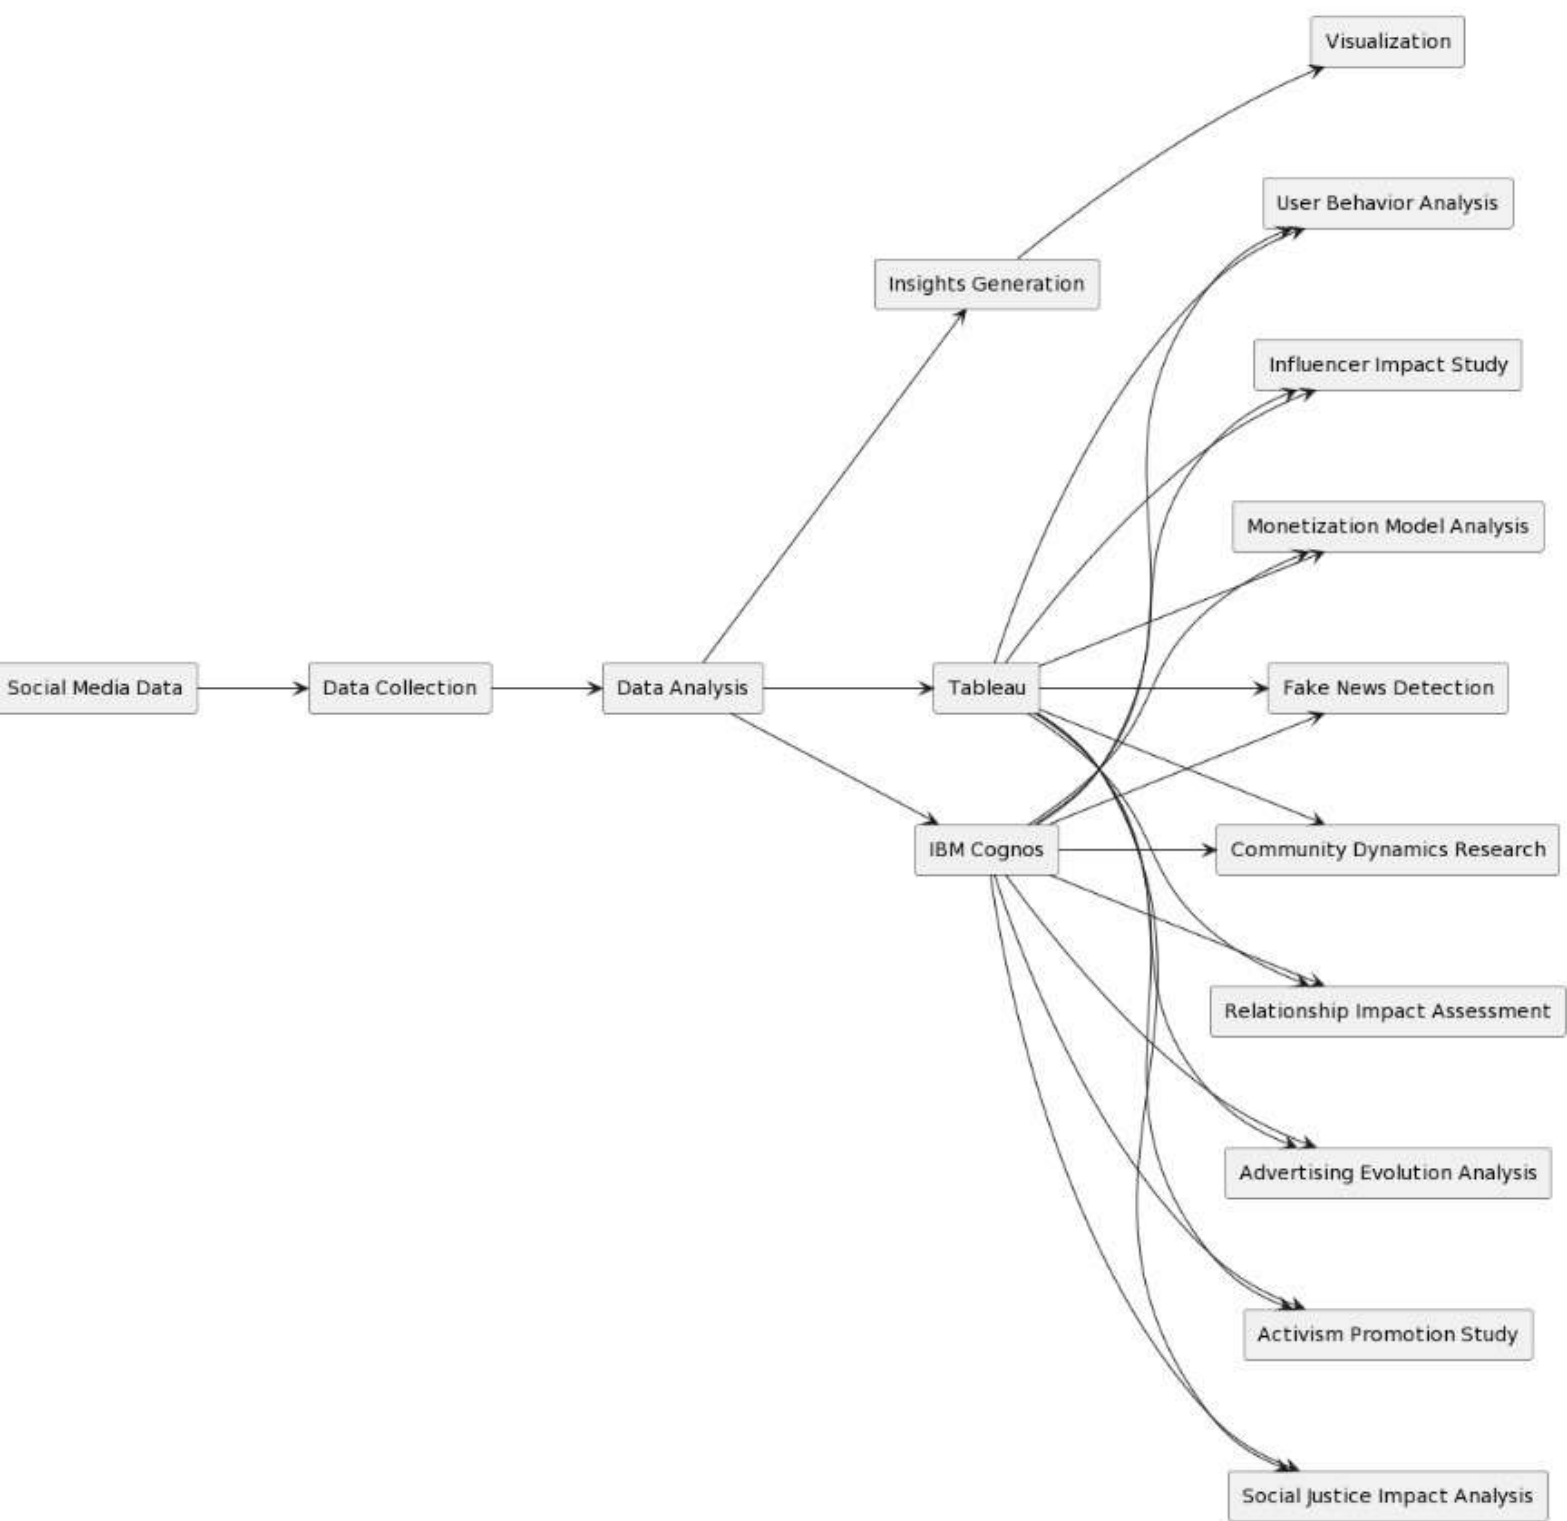 Visualization
User Behavior Analysis
Insights Generation
Influencer Impact Study
Monetization Model Analysis
Social Media Data
Data Collection
Data Analysis
Tableau
Fake News Detection
IBM Cognos
Community Dynamics Research
Relationship Impact Assessment
Advertising Evolution Analysis
Activism Promotion Study
Social Justice Impact Analysis